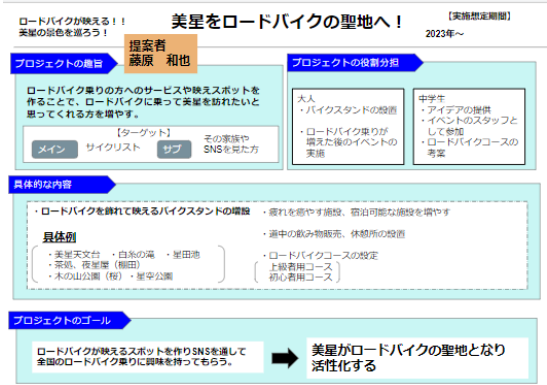 ロードバイクが映える！！
美星の景色を巡ろう！
美星をロードバイクの聖地へ！
【実施想定期間】
2023年～
提案者
藤原　和也
プロジェクトの趣旨
ロードバイク乗りの方へのサービスや映えスポットを
作ることで、ロードバイクに乗って美星を訪れたいと
思ってくれる方を増やす。
【ターゲット】
メイン
サイクリスト
サブ
その家族や
SNSを見た方
プロジェクトの役割分担
大人
・バイクスタンドの設置
・ロードバイク乗りが
増えた後のイベントの
実施
中学生
・アイデアの提供
・イベントのスタッフと
して参加
・ロードバイクコースの
考案
具体的な内容
・ロードバイクを飾れて映えるバイクスタンドの増設
具体例
・美星天文台　・白糸の滝　・星田池
・茶処、夜星屋（棚田）
・木の山公園（桜）・星空公園
・疲れを癒やす施設、宿泊可能な施設を増やす
・道中の飲み物販売、休憩所の設置
・ロードバイクコースの設定
上級者用コース
初心者用コース
プロジェクトのゴール
ロードバイクが映えるスポットを作りSNSを通して
全国のロードバイク乗りに興味を持ってもらう。
美星がロードバイクの聖地となり
活性化する